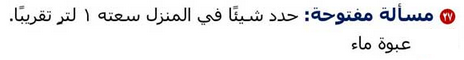 ٢٧ مسألة مفتوحة: حدد شيئًا في المنزل سعته ١ لتر تقريبًا.
عبوة ماء